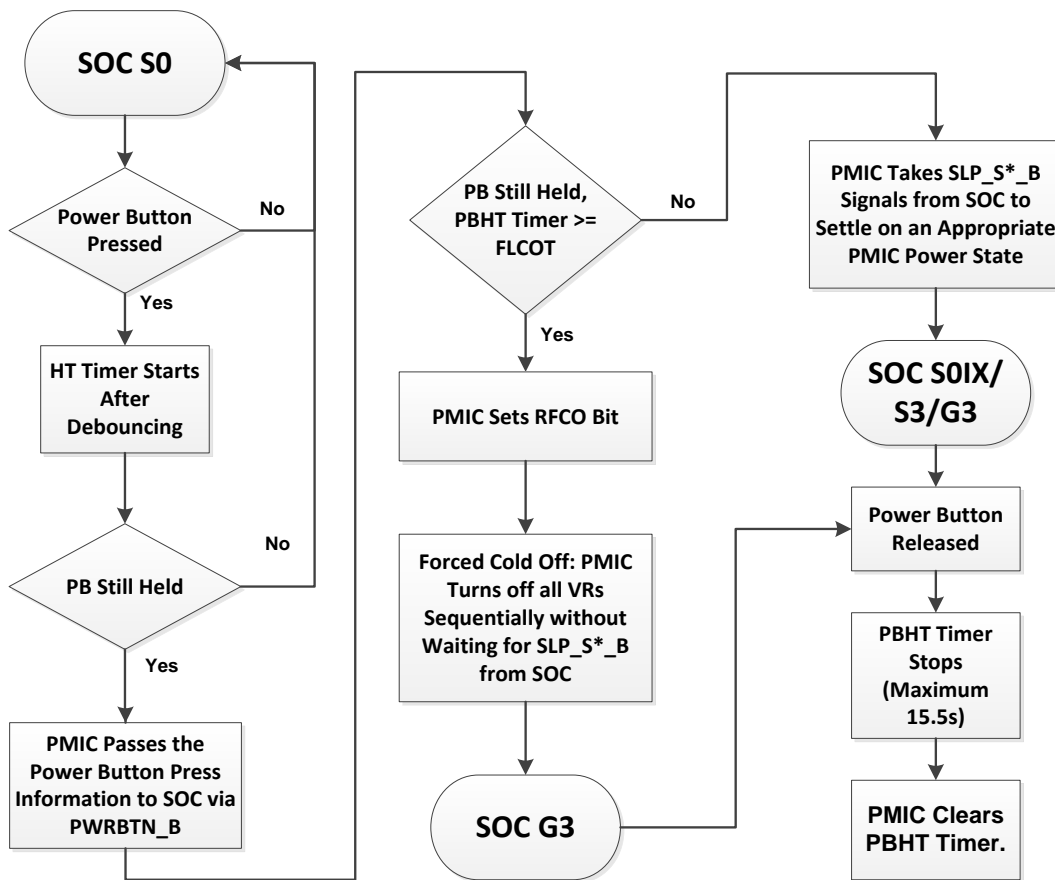 SOC S0
Power Button
Pressed
No
Yes
HT Timer Starts
After
Debouncing
PB Still Held
No
Yes
PMIC Passes the
Power Button Press
Information to SOC via
PWRBTN_B
PB Still Held,
PBHT Timer >=
FLCOT
No
Yes
PMIC Sets RFCO Bit
Forced Cold Off: PMIC
Turns off all VRs
Sequentially without
Waiting for SLP_S*_B
from SOC
SOC G3
PMIC Takes SLP_S*_B
Signals from SOC to
Settle on an Appropriate
PMIC Power State
SOC S0IX/
S3/G3
Power Button
Released
PBHT Timer
Stops
(Maximum
15.5s)
PMIC Clears
PBHT Timer.